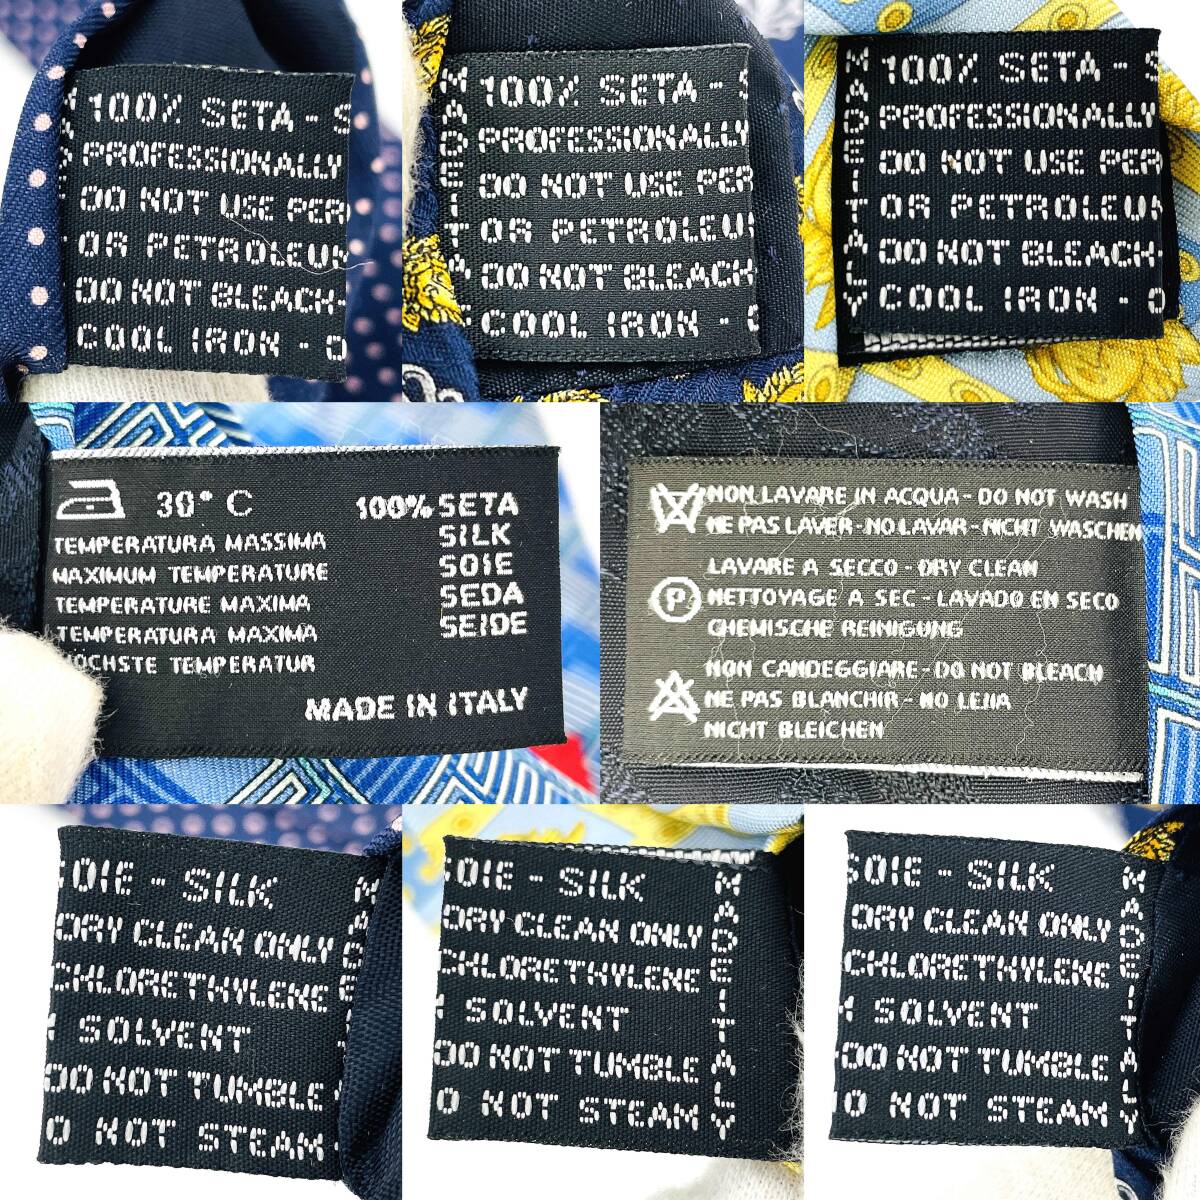 100% SETA - S
PROFESSIONALLY
DO NOT USE PER
OR PETROLEUM
DO NOT BLEACH-
COOL IRON - D
MADE IT A
100% SETA - S
PROFESSIONALLY
DO NOT USE PER
OR PETROLEUM
DO NOT BLEACH-
COOL IRON - D
MADE ITALY
100% SETA - S
PROFESSIONALLY
DO NOT USE PER
OR PETROLEUM
DO NOT BLEACH-
COOL IRON - D
30° C
100% SETA
SILK
SOIE
SEDA
SEIDE
TEMPERATURA MASSIMA
MAXIMUM TEMPERATURE
TEMPERATURE MAXIMA
TEMPERATURA MAXIMA
HÖCHSTE TEMPERATUR
MADE IN ITALY
NON LAVARE IN ACQUA - DO NOT WASH
NE PAS LAVER - NO LAVAR - NICHT WASCHEN
P
LAVARE A SECCO - DRY CLEAN
NETTOYAGE A SEC - LAVADO EN SECO
CHEMISCHE REINIGUNG
NON CANDEGGIARE - DO NOT BLEACH
NE PAS BLANCHIR - NO LEJIA
NICHT BLEICHEN
OIE - SILK
DRY CLEAN ONLY
CHLORETHYLENE
SOLVENT
DO NOT TUMBLE
O NOT STEAM
OIE - SILK
DRY CLEAN ONLY
CHLORETHYLENE
SOLVENT
DO NOT TUMBLE
O NOT STEAM
MADE ITALY
SOIE - SILK
DRY CLEAN ONLY
CHLORETHYLENE
SOLVENT
DO NOT TUMBLE
O NOT STEAM
MADE ITALY